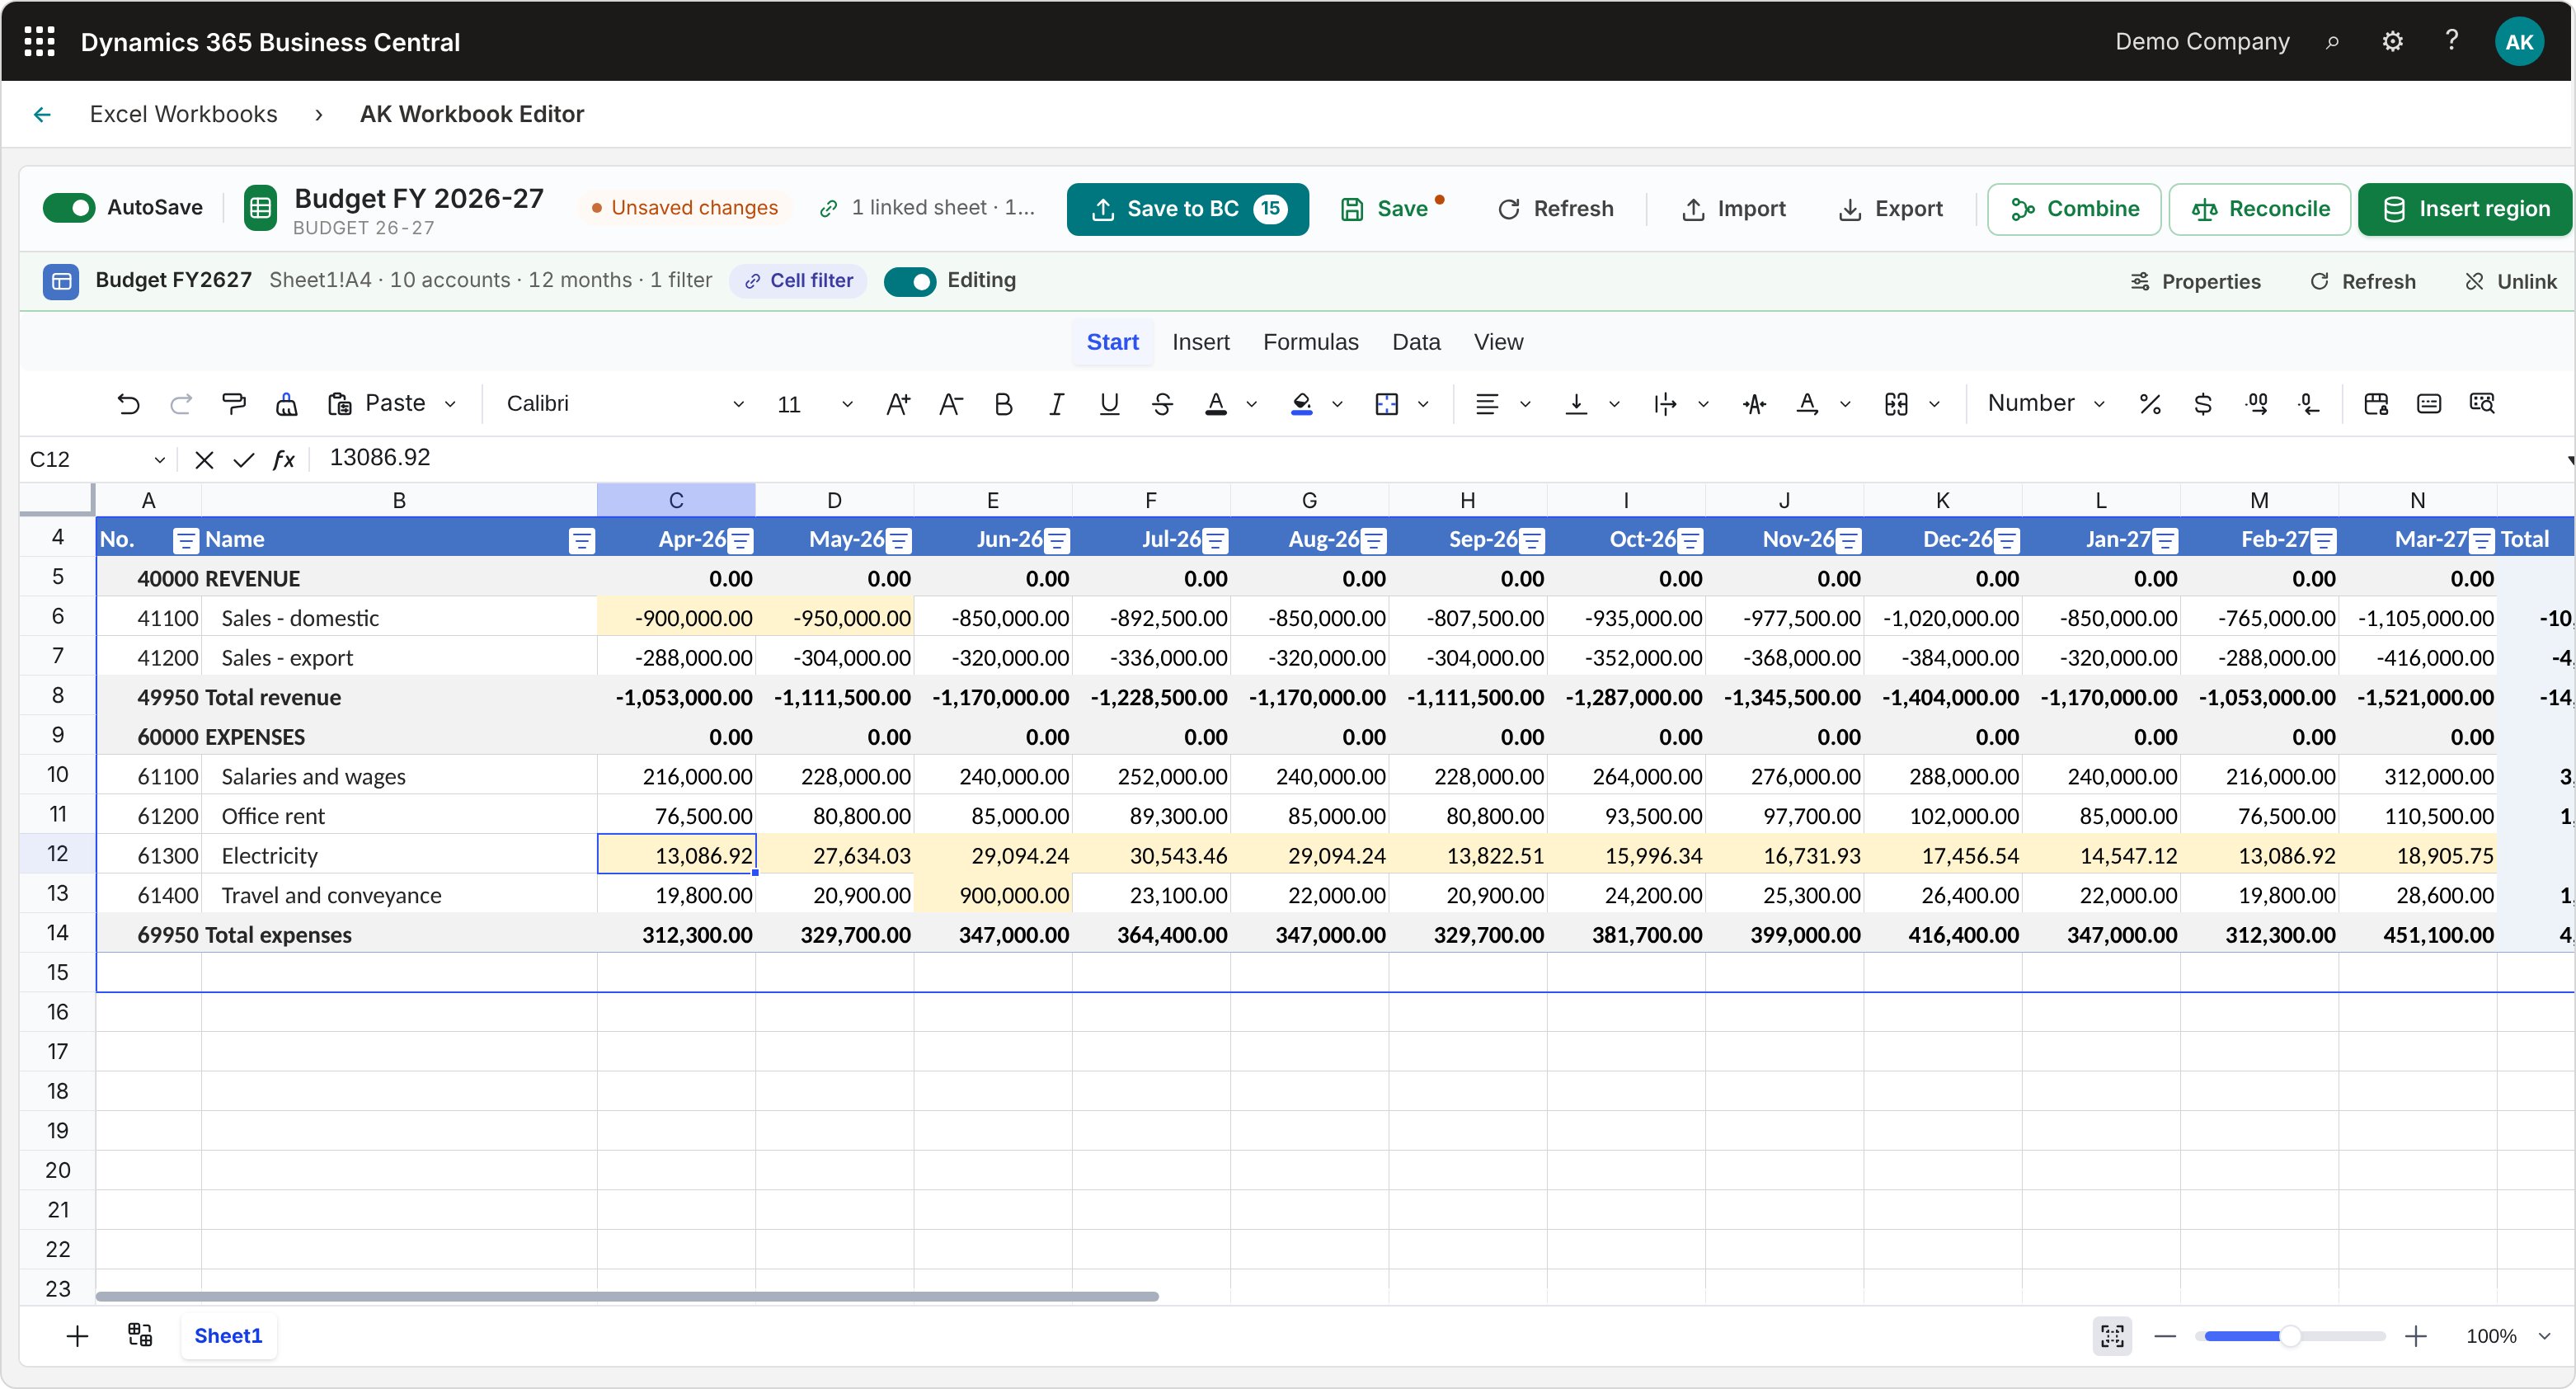 Dynamics 365 Business Central Demo Company ? AK
Excel Workbooks › AK Workbook Editor
AutoSave Budget FY 2026-27 Unsaved changes 1 linked sheet · 1... Save to BC 15 Save Refresh Import Export Combine Reconcile Insert region
BUDGET 26-27
Budget FY2627 Sheet1!A4 · 10 accounts · 12 months · 1 filter Cell filter Editing Properties Refresh Unlink
Start Insert Formulas Data View
Paste Calibri 11 A+ A- B I U S A A A Number % $ .00 .0
C12 fx 13086.92
A B C D E F G H I J K L M N
4 No. Name Apr-26 May-26 Jun-26 Jul-26 Aug-26 Sep-26 Oct-26 Nov-26 Dec-26 Jan-27 Feb-27 Mar-27 Total
5 40000 REVENUE 0.00 0.00 0.00 0.00 0.00 0.00 0.00 0.00 0.00 0.00 0.00 0.00
6 41100 Sales - domestic -900,000.00 -950,000.00 -850,000.00 -892,500.00 -850,000.00 -807,500.00 -935,000.00 -977,500.00 -1,020,000.00 -850,000.00 -765,000.00 -1,105,000.00 -10,
7 41200 Sales - export -288,000.00 -304,000.00 -320,000.00 -336,000.00 -320,000.00 -304,000.00 -352,000.00 -368,000.00 -384,000.00 -320,000.00 -288,000.00 -416,000.00 -4,
8 49950 Total revenue -1,053,000.00 -1,111,500.00 -1,170,000.00 -1,228,500.00 -1,170,000.00 -1,111,500.00 -1,287,000.00 -1,345,500.00 -1,404,000.00 -1,170,000.00 -1,053,000.00 -1,521,000.00 -14,
9 60000 EXPENSES 0.00 0.00 0.00 0.00 0.00 0.00 0.00 0.00 0.00 0.00 0.00 0.00
10 61100 Salaries and wages 216,000.00 228,000.00 240,000.00 252,000.00 240,000.00 228,000.00 264,000.00 276,000.00 288,000.00 240,000.00 216,000.00 312,000.00 3,
11 61200 Office rent 76,500.00 80,800.00 85,000.00 89,300.00 85,000.00 80,800.00 93,500.00 97,700.00 102,000.00 85,000.00 76,500.00 110,500.00 1,
12 61300 Electricity 13,086.92 27,634.03 29,094.24 30,543.46 29,094.24 13,822.51 15,996.34 16,731.93 17,456.54 14,547.12 13,086.92 18,905.75
13 61400 Travel and conveyance 19,800.00 20,900.00 900,000.00 23,100.00 22,000.00 20,900.00 24,200.00 25,300.00 26,400.00 22,000.00 19,800.00 28,600.00 1,
14 69950 Total expenses 312,300.00 329,700.00 347,000.00 364,400.00 347,000.00 329,700.00 381,700.00 399,000.00 416,400.00 347,000.00 312,300.00 451,100.00 4,
15
16
17
18
19
20
21
22
23
Sheet1 100%